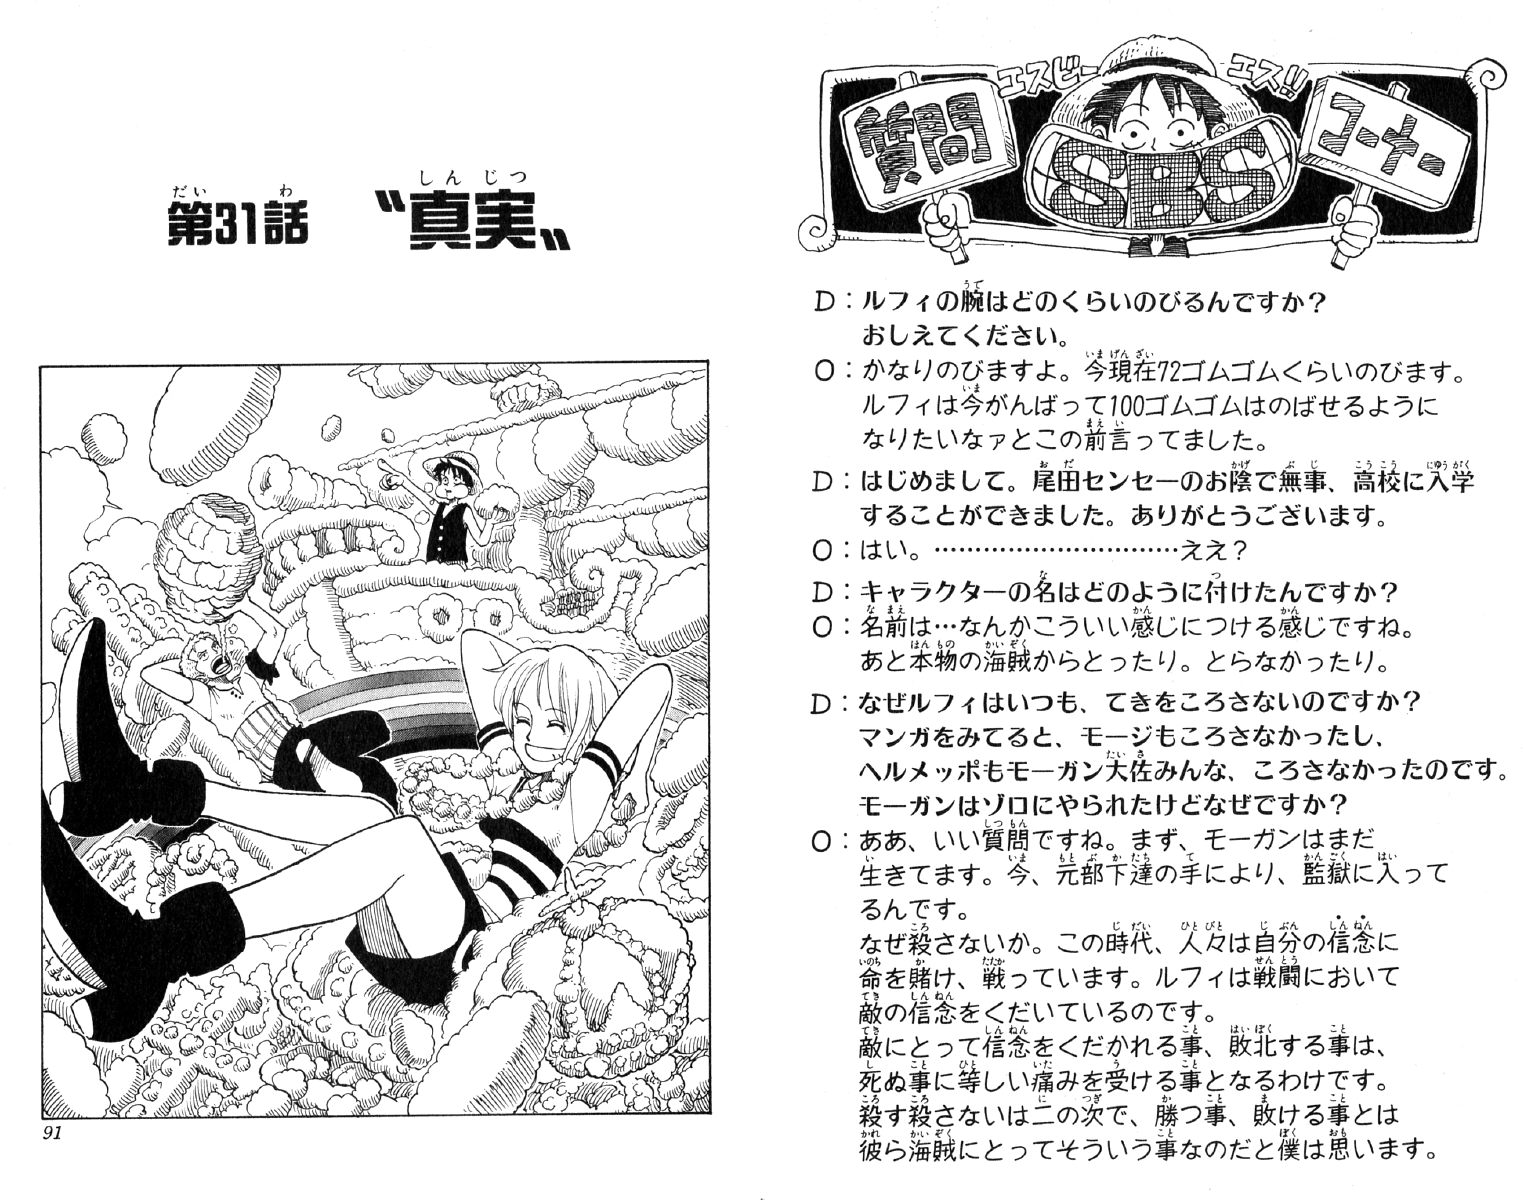 質問
エスビーエス!!
SBS
コーナー
D：ルフィの腕はどのくらいのびるんですか？
おしえてください。
O：かなりのびますよ。今現在72ゴムゴムくらいのびます。
ルフィは今がんばって100ゴムゴムはのばせるように
なりたいなァとこの前言ってました。
D：はじめまして。尾田センセーのお陰で無事、高校に入学
することができました。ありがとうございます。
O：はい。…………………………ええ？
D：キャラクターの名はどのように付けたんですか？
O：名前は…なんかこういい感じにつける感じですね。
あと本物の海賊からとったり。とらなかったり。
D：なぜルフィはいつも、てきをころさないのですか？
マンガをみてると、モージもころさなかったし、
ヘルメッポもモーガン大佐みんな、ころさなかったのです。
モーガンはゾロにやられたけどなぜですか？
O：ああ、いい質問ですね。まず、モーガンはまだ
生きてます。今、元部下達の手により、監獄に入って
るんです。
なぜ殺さないか。この時代、人々は自分の信念に
命を賭け、戦っています。ルフィは戦闘において
敵の信念をくだいているのです。
敵にとって信念をくだかれる事、敗北する事は、
死ぬ事に等しい痛みを受ける事となるわけです。
殺す殺さないは二の次で、勝つ事、敗ける事とは
彼ら海賊にとってそういう事なのだと僕は思います。
第31話 〝真実〟
91